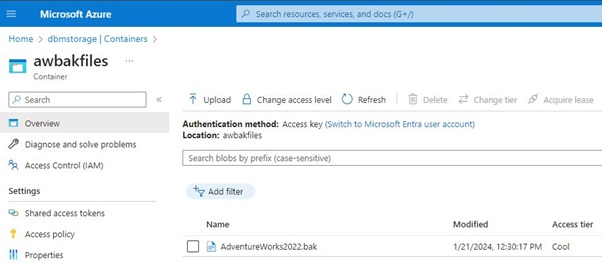 Microsoft Azure
Search resources, services, and docs (G+/)
Home > dbmstorage | Containers >
awbakfiles ...
Container
Search
Overview
Diagnose and solve problems
Access Control (IAM)
Settings
Shared access tokens
Access policy
Properties
Upload Change access level Refresh Delete Change tier Acquire lease
Authentication method: Access key (Switch to Microsoft Entra user account)
Location: awbakfiles
Search blobs by prefix (case-sensitive)
Add filter
Name Modified Access tier
AdventureWorks2022.bak 1/21/2024, 12:30:17 PM Cool